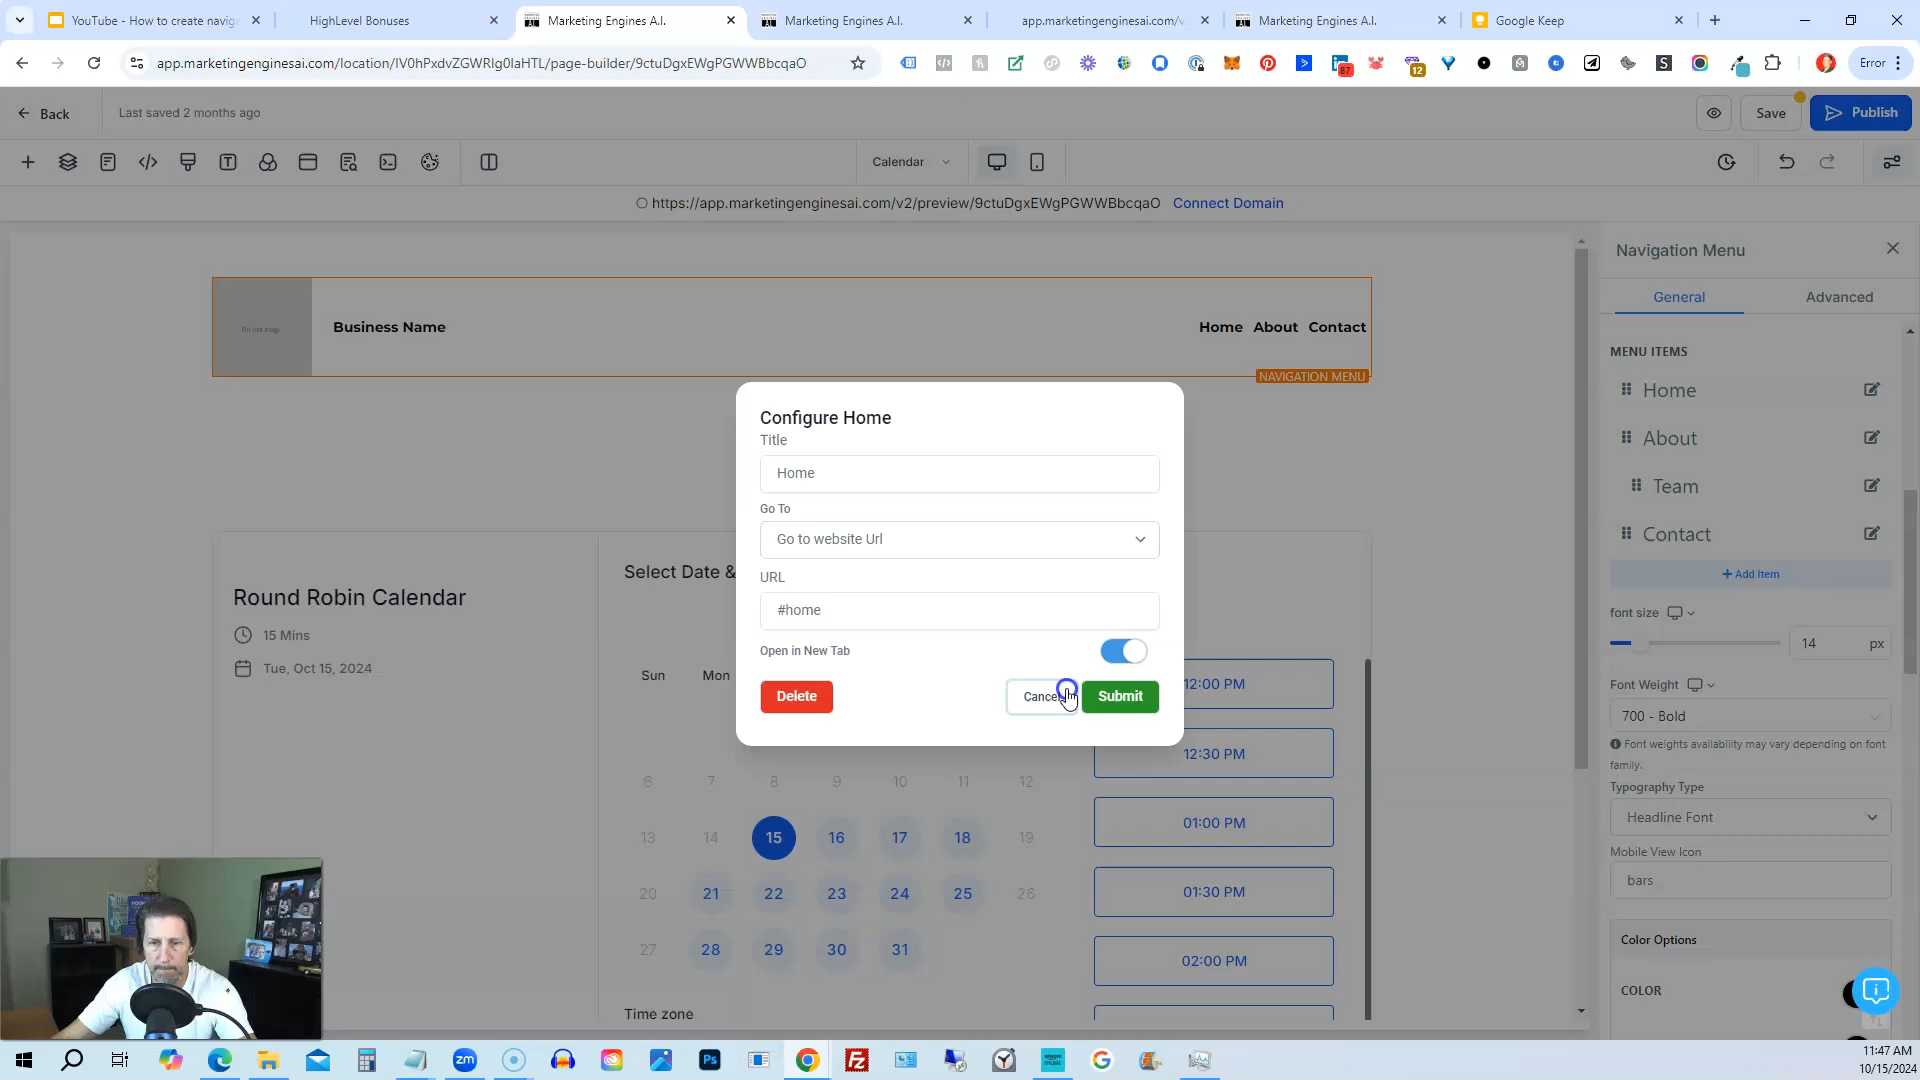 YouTube - How to create navig
HighLevel Bonuses
Marketing Engines A.I.
Marketing Engines A.I.
app.marketingenginesai.com/v
Marketing Engines A.I.
Google Keep
app.marketingenginesai.com/location/lV0hPxdvZGWRlg0laHTL/page-builder/9ctuDgxEWgPGWWBbcqaO
87
12
S
Error
Back
Last saved 2 months ago
Save
Publish
Calendar
https://app.marketingenginesai.com/v2/preview/9ctuDgxEWgPGWWBbcqaO Connect Domain
Navigation Menu
General
Advanced
Business Name
Home About Contact
NAVIGATION MENU
MENU ITEMS
Home
About
Team
Contact
+ Add Item
font size
14 px
Font Weight
700 - Bold
Font weights availability may vary depending on font
family.
Typography Type
Headline Font
Mobile View Icon
bars
Color Options
COLOR
Configure Home
Title
Home
Go To
Go to website Url
URL
#home
Open in New Tab
Delete
Cancel
Submit
Round Robin Calendar
15 Mins
Tue, Oct 15, 2024
Select Date &
Sun Mon
6 7 8 9 10 11 12
13 14 15 16 17 18 19
20 21 22 23 24 25 26
27 28 29 30 31
Time zone
12:00 PM
12:30 PM
01:00 PM
01:30 PM
02:00 PM
zm
Ps
11:47 AM
10/15/2024